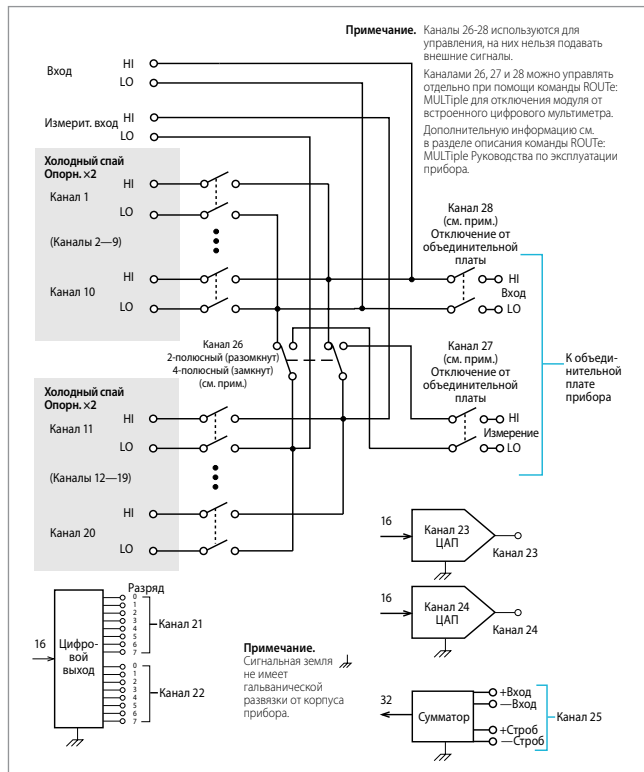 Примечание. Каналы 26-28 используются для
управления, на них нельзя подавать
внешние сигналы.
Каналами 26, 27 и 28 можно управлять
отдельно при помощи команды ROUTe:
MULTiple для отключения модуля от
встроенного цифрового мультиметра.
Дополнительную информацию см.
в разделе описания команды ROUTe:
MULTiple Руководства по эксплуатации
прибора.
Вход
HI
LO
Измерит. вход
HI
LO
Холодный спай
Опорн. ×2
HI
Канал 1
LO
(Каналы 2—9)
HI
Канал 10
LO
Канал 28
(см. прим.)
Отключение от
объединительной
платы
HI
Вход
LO
Канал 26
2-полюсный (разомкнут)
4-полюсный (замкнут)
(см. прим.)
Канал 27
(см. прим.)
Отключение от
объединительной
платы
HI
Измерение
LO
К объеди-
нительной
плате
прибора
Холодный спай
Опорн. ×2
HI
Канал 11
LO
(Каналы 12—19)
HI
Канал 20
LO
16
Канал 23
ЦАП
Канал 23
16
Канал 24
ЦАП
Канал 24
Разряд
16
Цифро-
вой
выход
0
1
2
3
4
5
6
7
Канал 21
0
1
2
3
4
5
6
7
Канал 22
Примечание.
Сигнальная земля
не имеет
гальванической
развязки от корпуса
прибора.
32
Сумматор
+Вход
—Вход
+Строб
—Строб
Канал 25